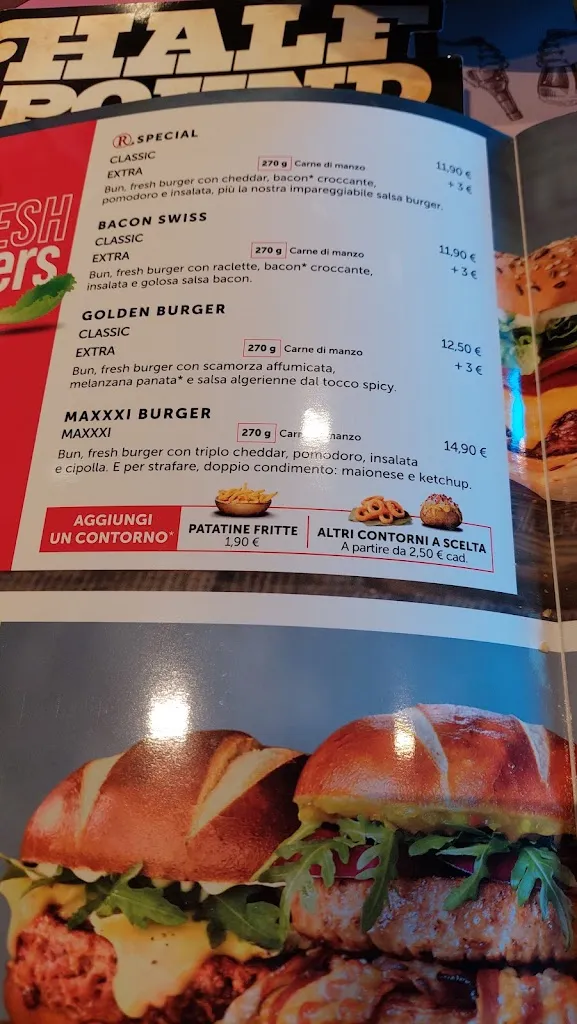 HALF
POUND
ESH
ers
R. SPECIAL
CLASSIC 11,90 €
EXTRA 270 g Carne di manzo + 3 €
Bun, fresh burger con cheddar, bacon* croccante,
pomodoro e insalata, più la nostra impareggiabile salsa burger.
BACON SWISS
CLASSIC 11,90 €
EXTRA 270 g Carne di manzo + 3 €
Bun, fresh burger con raclette, bacon* croccante,
insalata e golosa salsa bacon.
GOLDEN BURGER
CLASSIC 12,50 €
EXTRA 270 g Carne di manzo + 3 €
Bun, fresh burger con scamorza affumicata,
melanzana panata* e salsa algerienne dal tocco spicy.
MAXXXI BURGER
MAXXXI 270 g Carne di manzo 14,90 €
Bun, fresh burger con triplo cheddar, pomodoro, insalata
e cipolla. E per strafare, doppio condimento: maionese e ketchup.
AGGIUNGI
UN CONTORNO*
PATATINE FRITTE
1,90 €
ALTRI CONTORNI A SCELTA
A partire da 2,50 € cad.